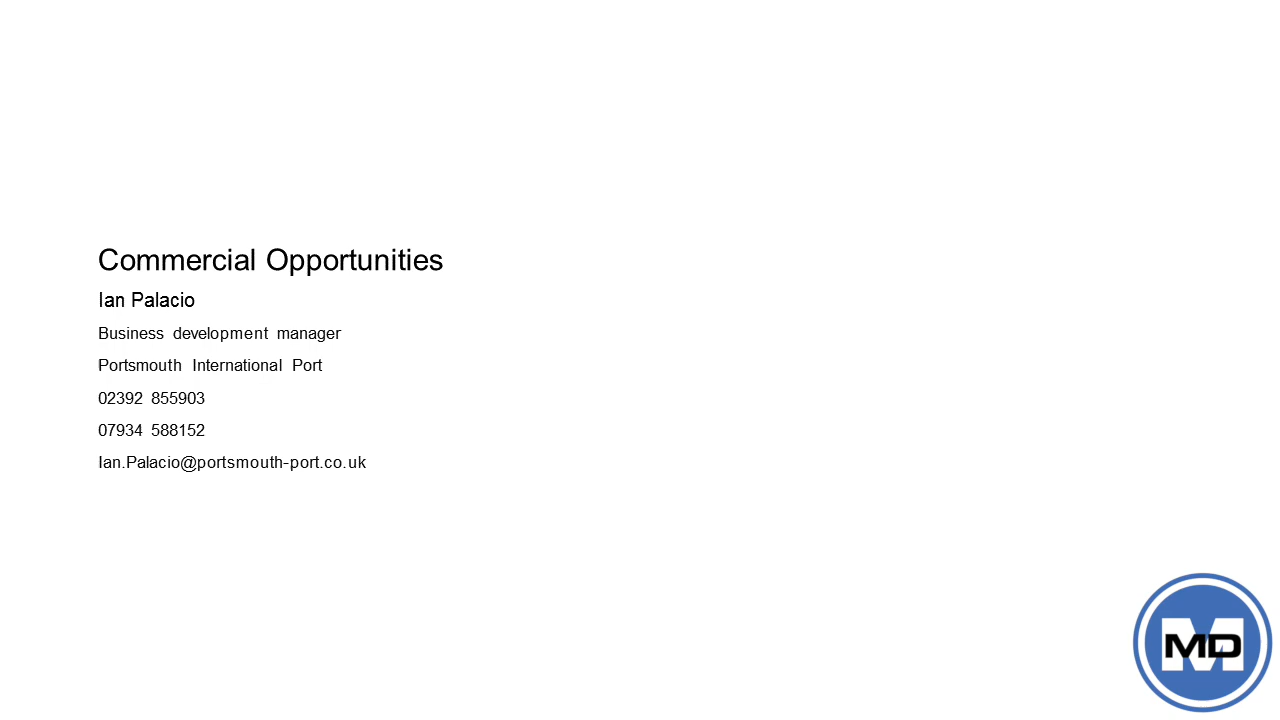 Commercial Opportunities
Ian Palacio
Business development manager
Portsmouth International Port
02392 855903
07934 588152
Ian.Palacio@portsmouth-port.co.uk
M
MD